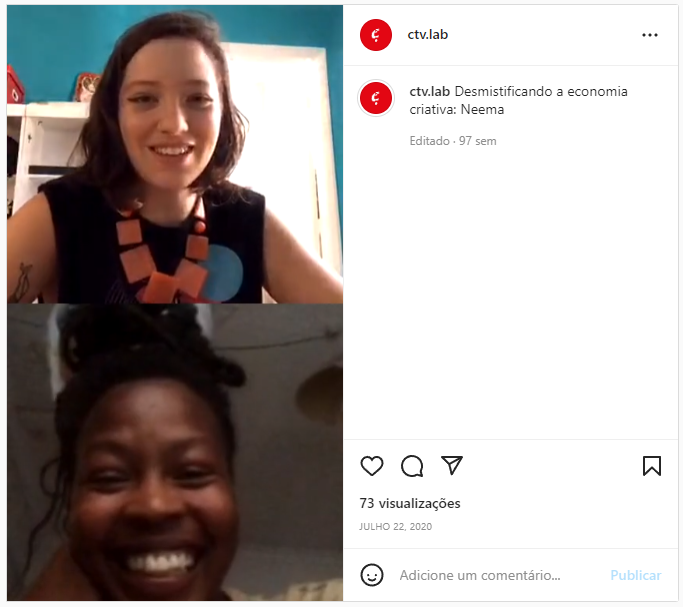 ctv.lab
ctv.lab Desmistificando a economia
criativa: Neema
Editado · 97 sem
73 visualizações
JULHO 22, 2020
Adicione um comentário... Publicar